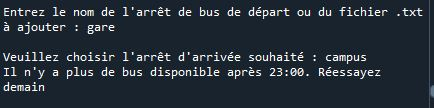 Entrez le nom de l'arrêt de bus de départ ou du fichier .txt
à ajouter : gare
Veuillez choisir l'arrêt d'arrivée souhaité : campus
Il n'y a plus de bus disponible après 23:00. Réessayez
demain